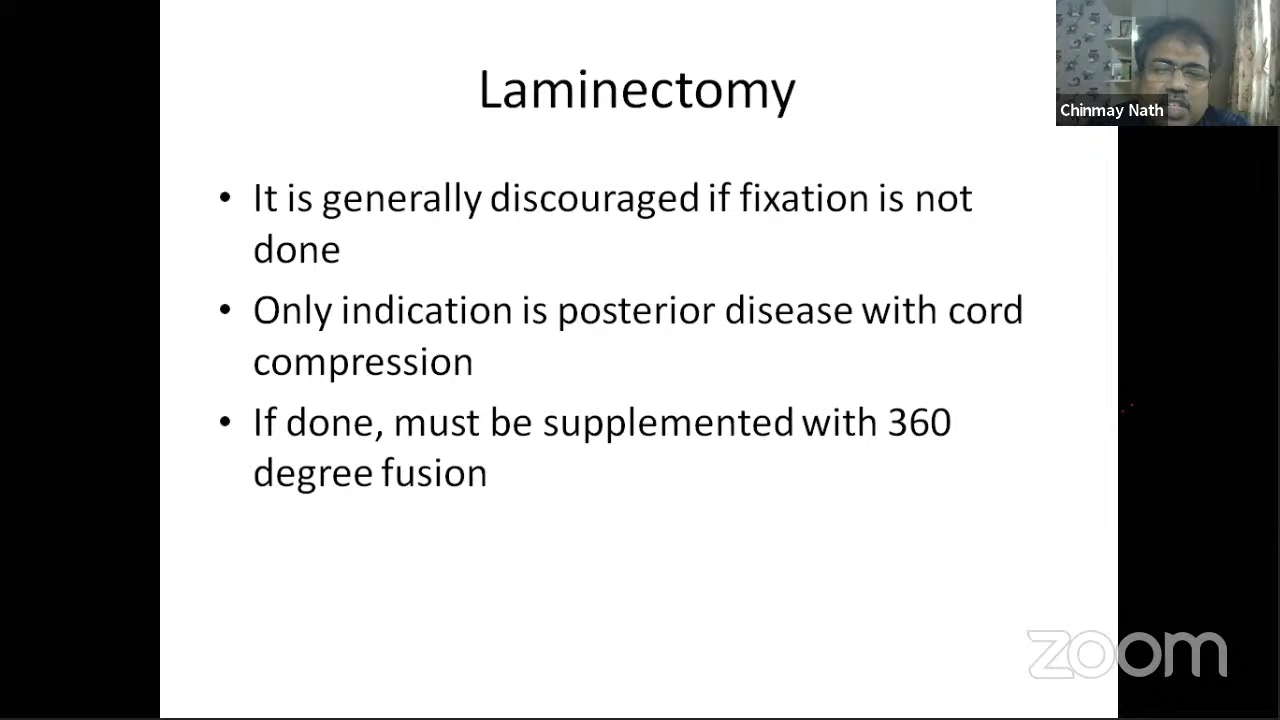 Laminectomy
Chinmay Nath
• It is generally discouraged if fixation is not
done
• Only indication is posterior disease with cord
compression
• If done, must be supplemented with 360
degree fusion
zoom